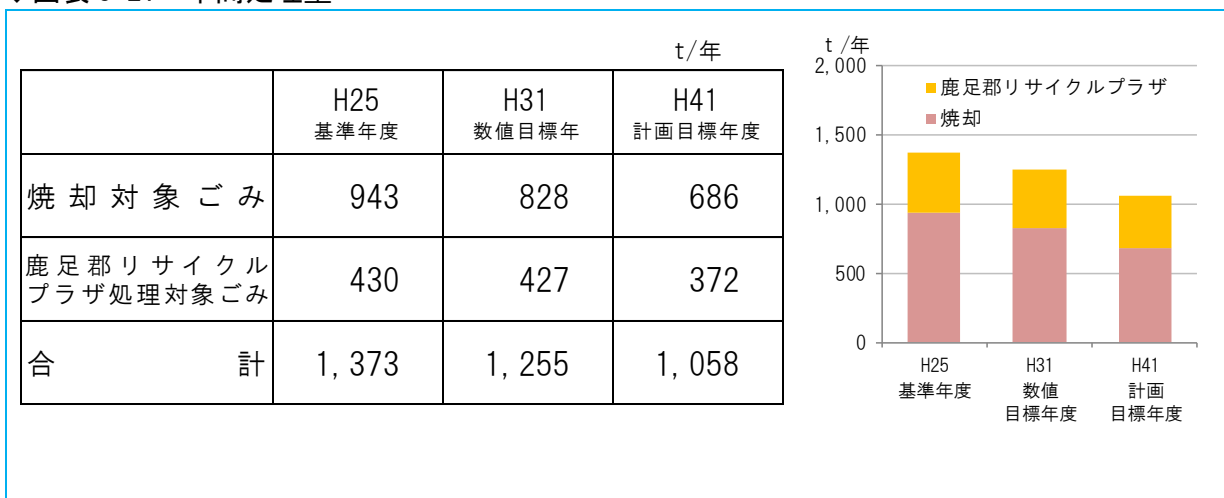 t/年
H25 H31 H41
基準年度 数値目標年 計画目標年度
焼却対象ごみ 943 828 686
鹿足郡リサイクル
プラザ処理対象ごみ 430 427 372
合計 1,373 1,255 1,058
t/年
2,000
鹿足郡リサイクルプラザ
焼却
1,500
1,000
500
0
H25 H31 H41
基準年度 数値 計画
目標年度 目標年度